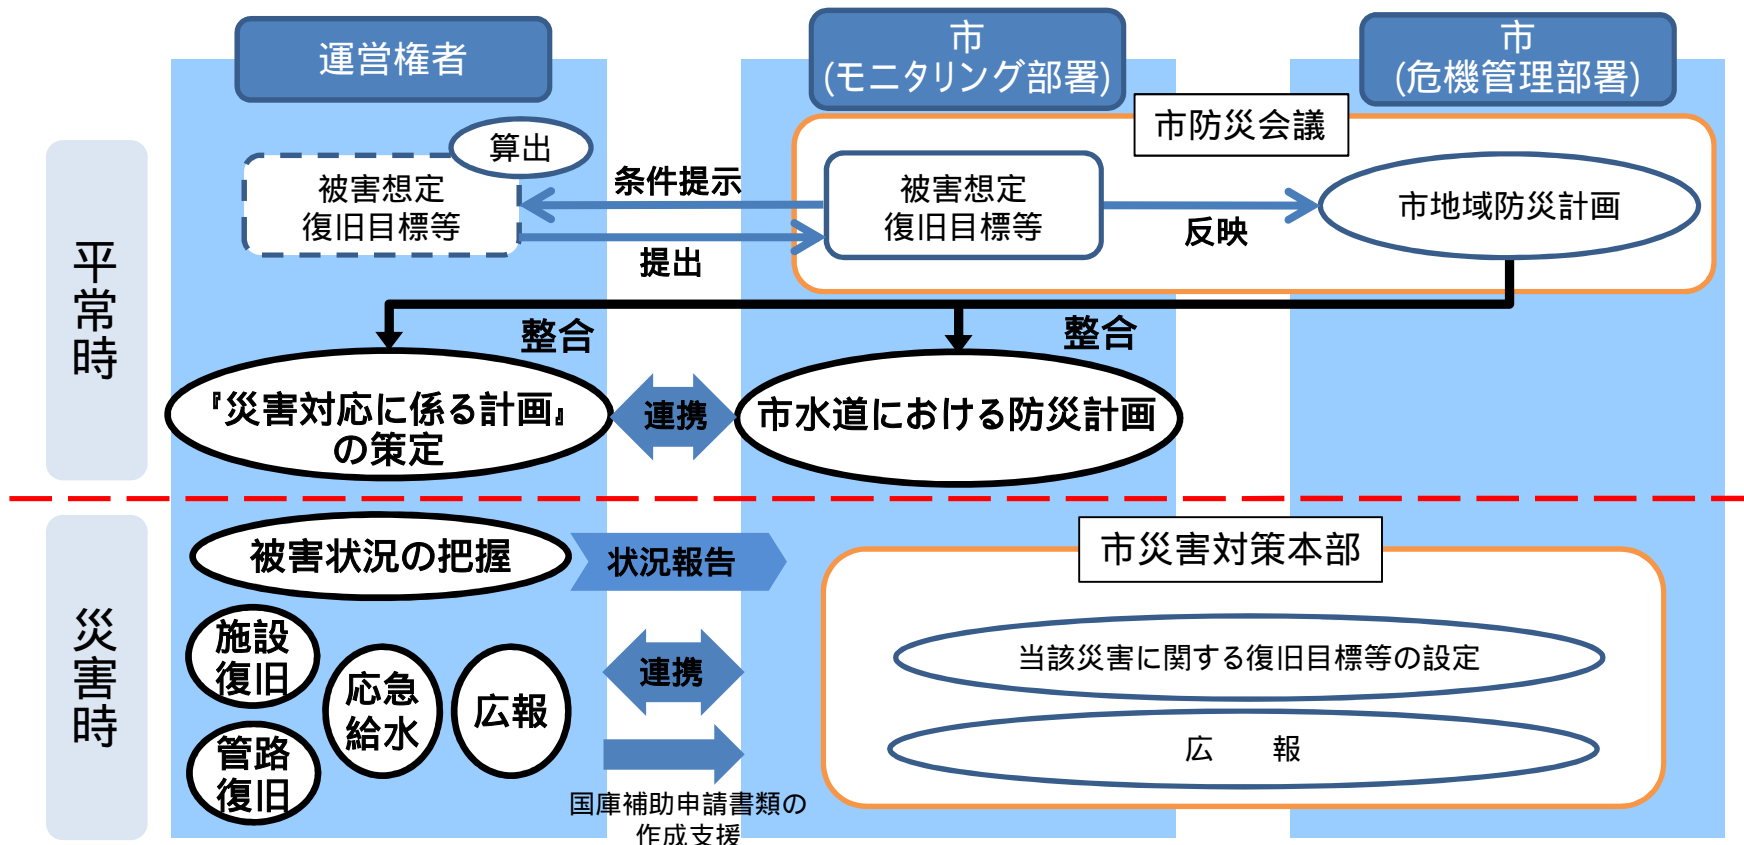 運営権者
市
(モニタリング部署)
市
(危機管理部署)
市防災会議
平常時
算出
被害想定
復旧目標等
条件提示
提出
被害想定
復旧目標等
反映
市地域防災計画
整合
整合
『災害対応に係る計画』
の策定
連携
市水道における防災計画
災害時
被害状況の把握
状況報告
市災害対策本部
施設
復旧
応急
給水
広報
管路
復旧
連携
当該災害に関する復旧目標等の設定
広　　報
国庫補助申請書類の
作成支援